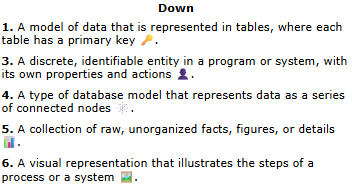 Down
1. A model of data that is represented in tables, where each
table has a primary key 🔑.
3. A discrete, identifiable entity in a program or system, with
its own properties and actions 👤.
4. A type of database model that represents data as a series
of connected nodes 🕸️.
5. A collection of raw, unorganized facts, figures, or details
📊.
6. A visual representation that illustrates the steps of a
process or a system 🖼️.